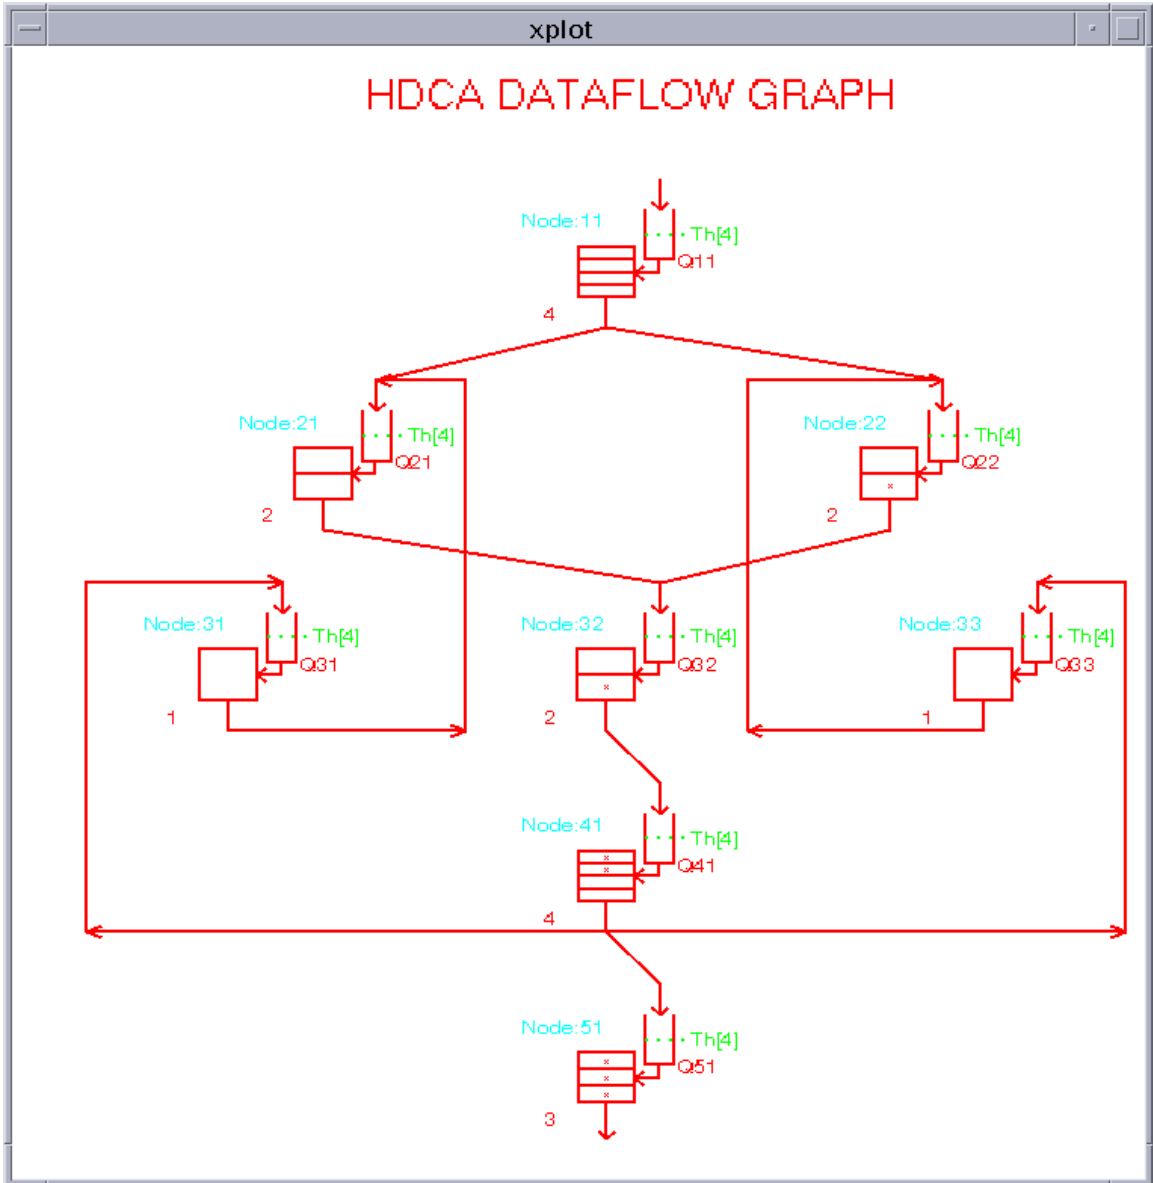 xplot
HDCA DATAFLOW GRAPH
Node:11
Th[4]
Q11
4
Node:21
Th[4]
Q21
2
Node:22
Th[4]
Q22
2
Node:31
Th[4]
Q31
1
Node:32
Th[4]
Q32
2
Node:33
Th[4]
Q33
1
Node:41
Th[4]
Q41
4
Node:51
Th[4]
Q51
3